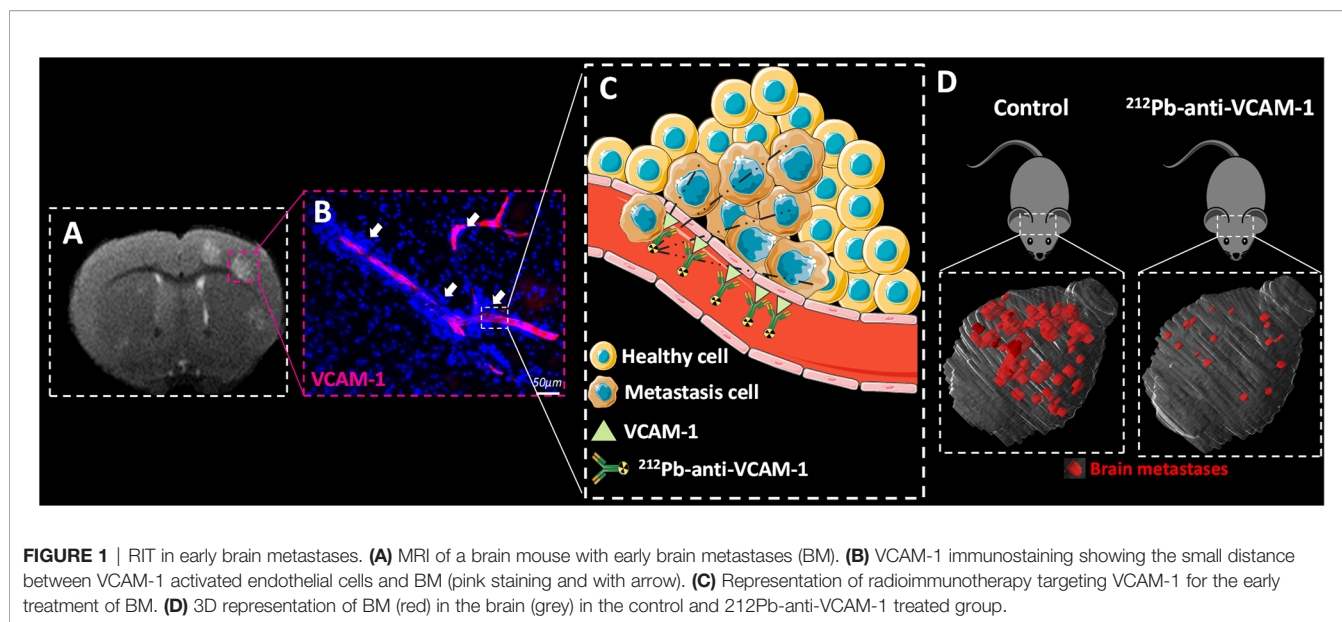 A
B
VCAM-1
50µm
C
Healthy cell
Metastasis cell
VCAM-1
²¹²Pb-anti-VCAM-1
D
Control
²¹²Pb-anti-VCAM-1
Brain metastases
FIGURE 1 | RIT in early brain metastases. (A) MRI of a brain mouse with early brain metastases (BM). (B) VCAM-1 immunostaining showing the small distance
between VCAM-1 activated endothelial cells and BM (pink staining and with arrow). (C) Representation of radioimmunotherapy targeting VCAM-1 for the early
treatment of BM. (D) 3D representation of BM (red) in the brain (grey) in the control and 212Pb-anti-VCAM-1 treated group.